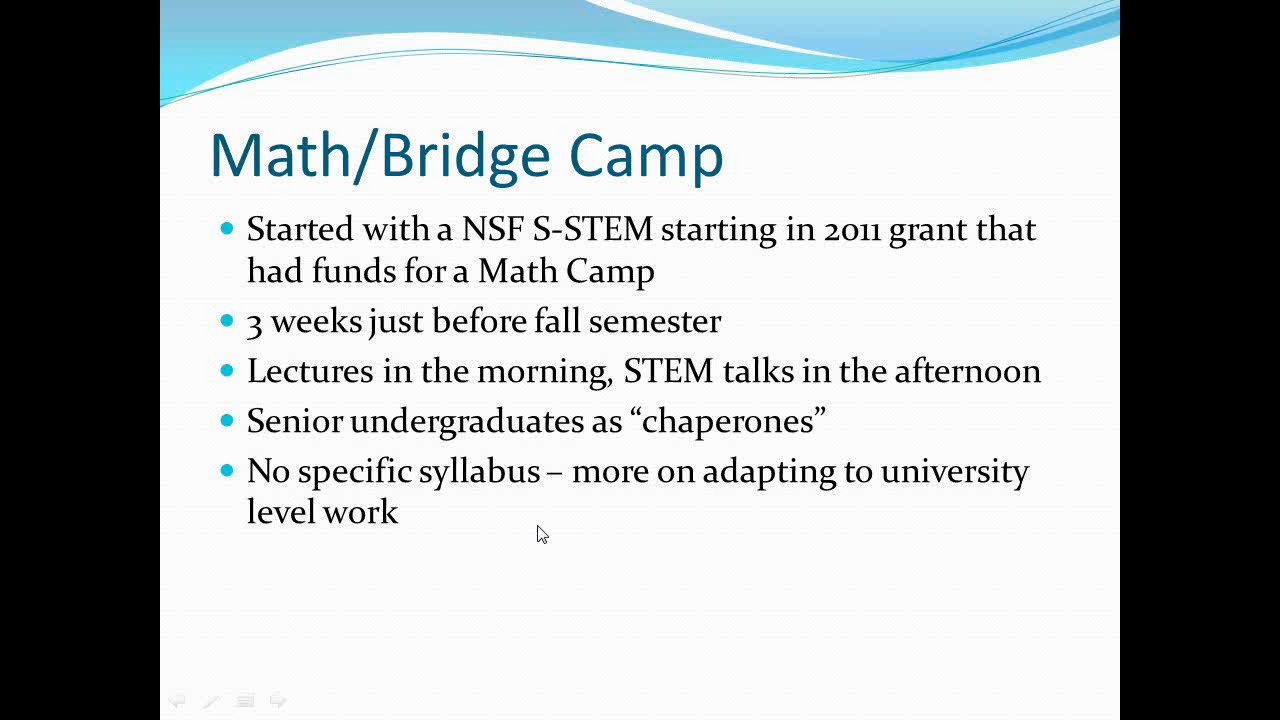 Math/Bridge Camp
Started with a NSF S-STEM starting in 2011 grant that
had funds for a Math Camp
3 weeks just before fall semester
Lectures in the morning, STEM talks in the afternoon
Senior undergraduates as “chaperones”
No specific syllabus – more on adapting to university
level work